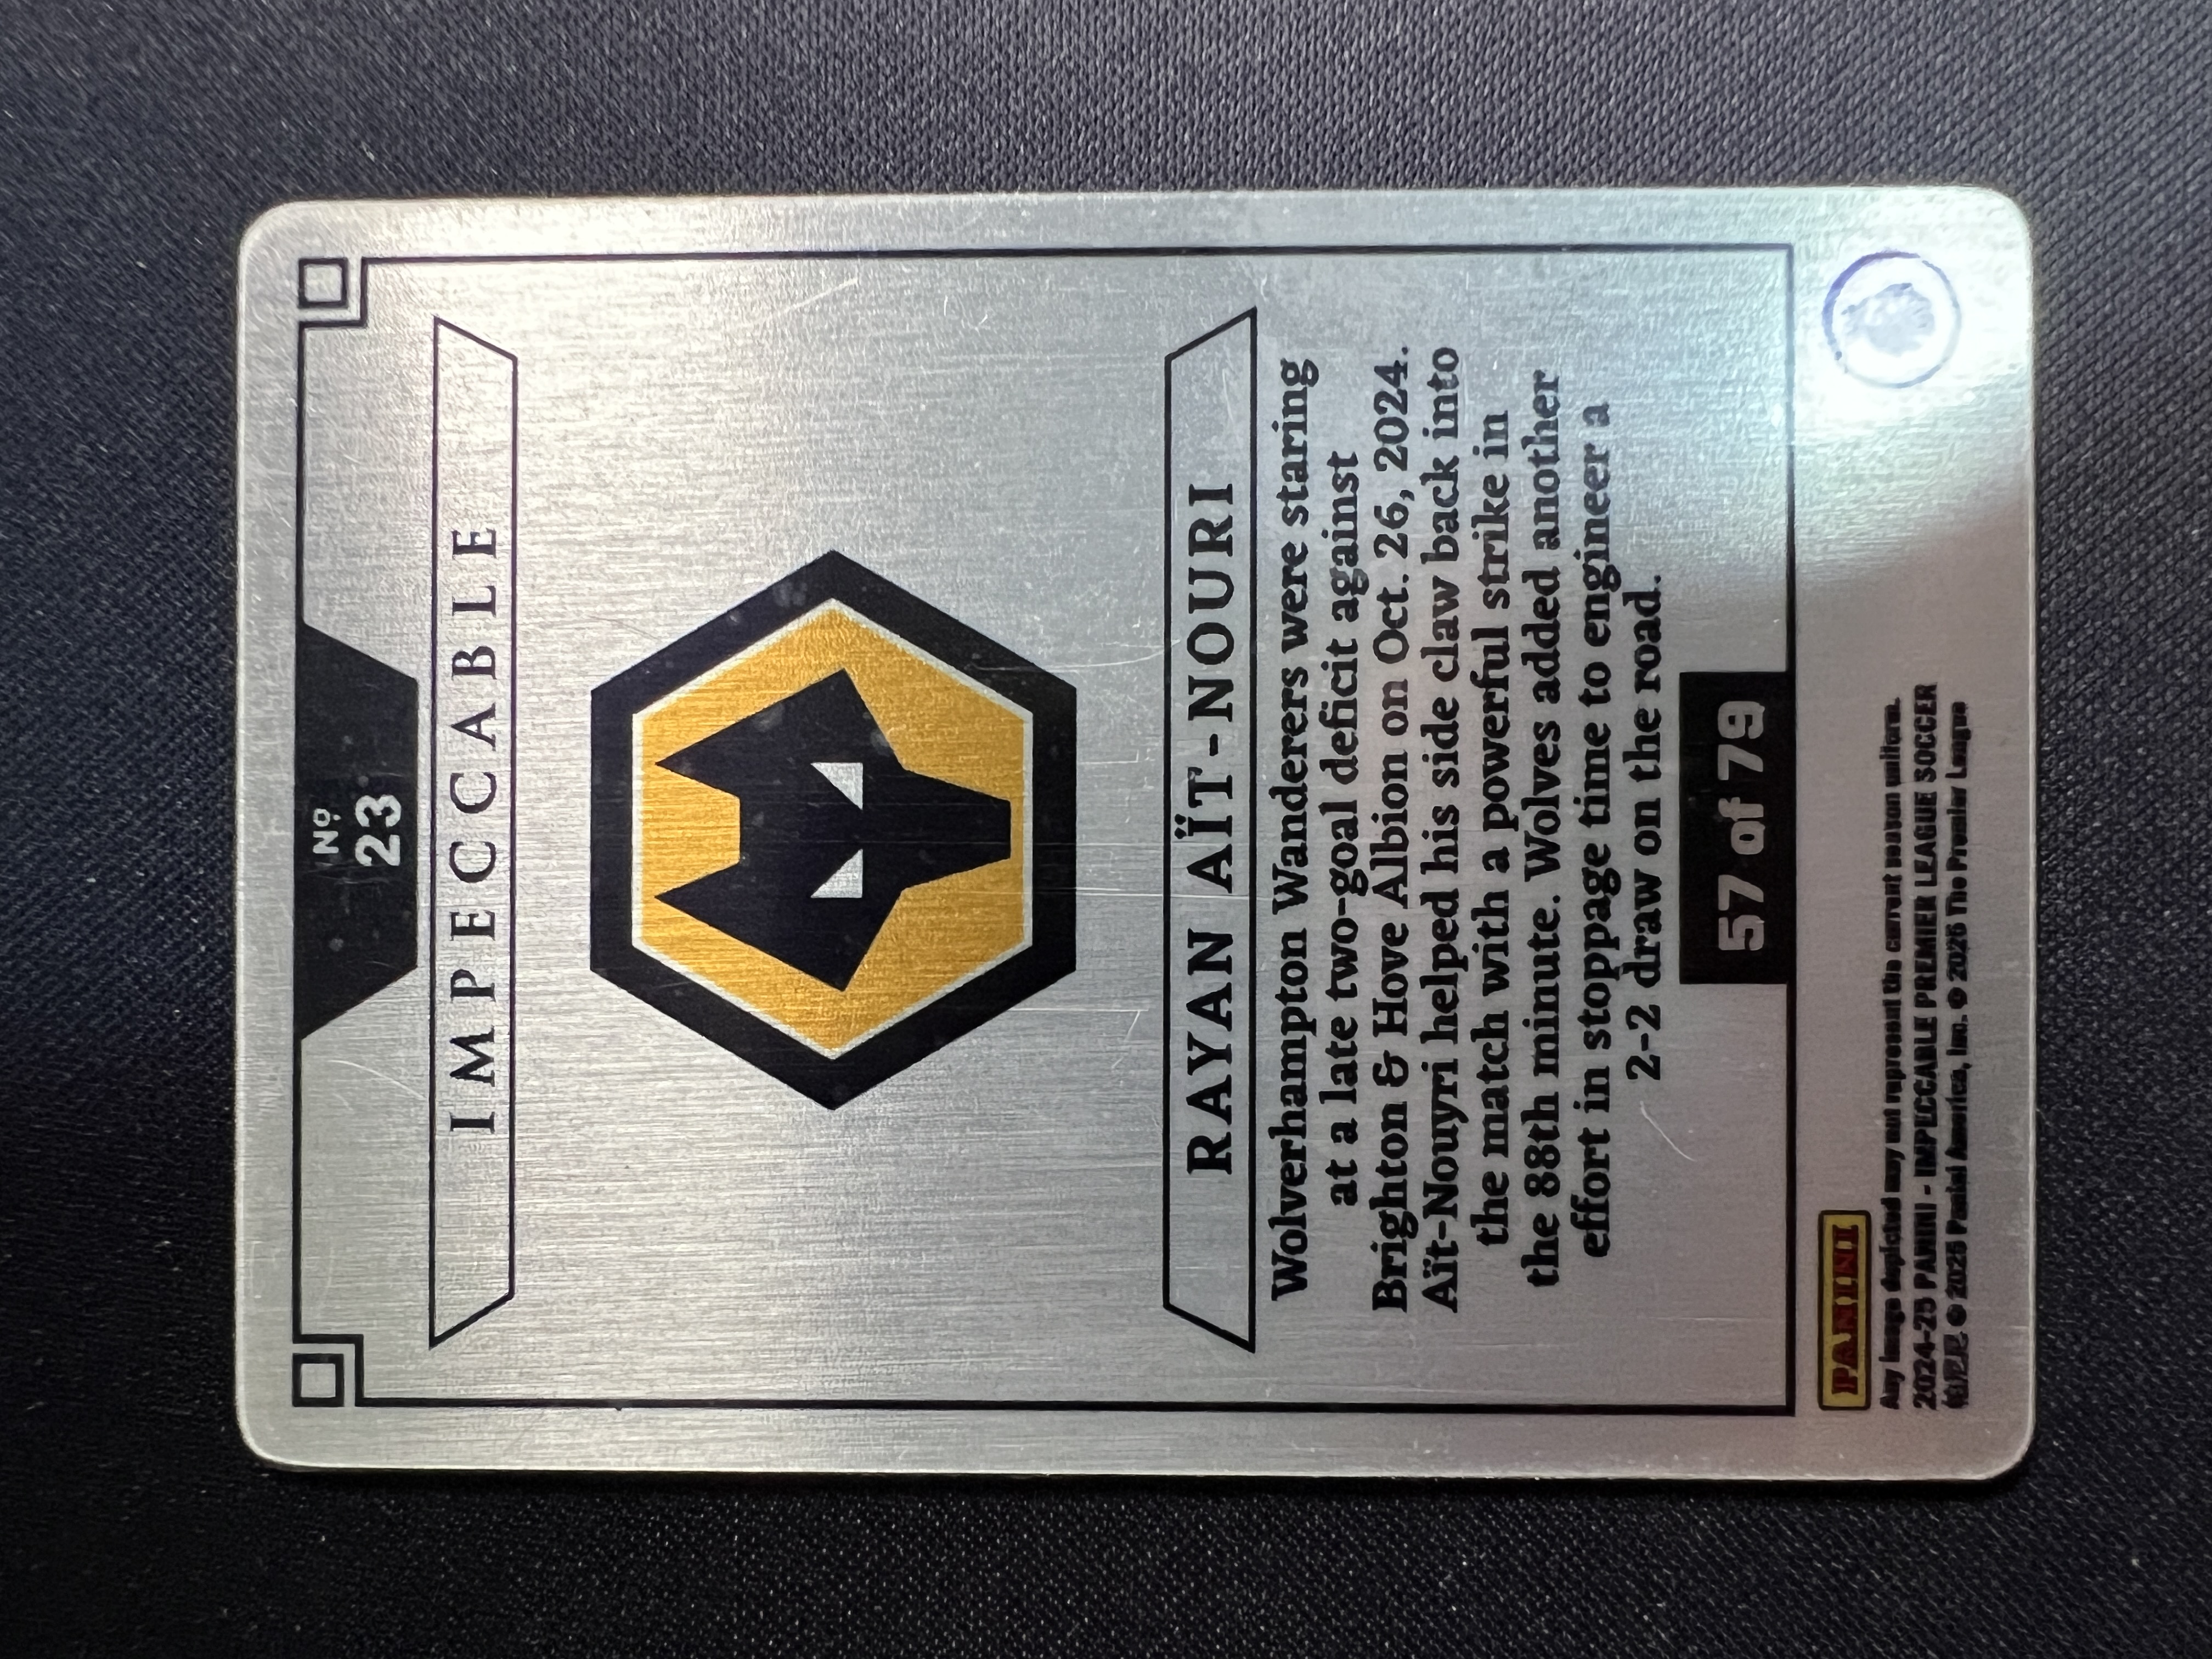 Nº
23
IMPECCABLE
RAYAN AÏT-NOURI
Wolverhampton Wanderers were staring
at a late two-goal deficit against
Brighton & Hove Albion on Oct. 26, 2024.
Aït-Nouyri helped his side claw back into
the match with a powerful strike in
the 88th minute. Wolves added another
effort in stoppage time to engineer a
2-2 draw on the road.
57 of 79
PANINI
Any image depicted may not represent the current season uniform.
2024-25 PANINI - IMPECCABLE PREMIER LEAGUE SOCCER
© 2025 Panini America, Inc. © 2025 The Premier League